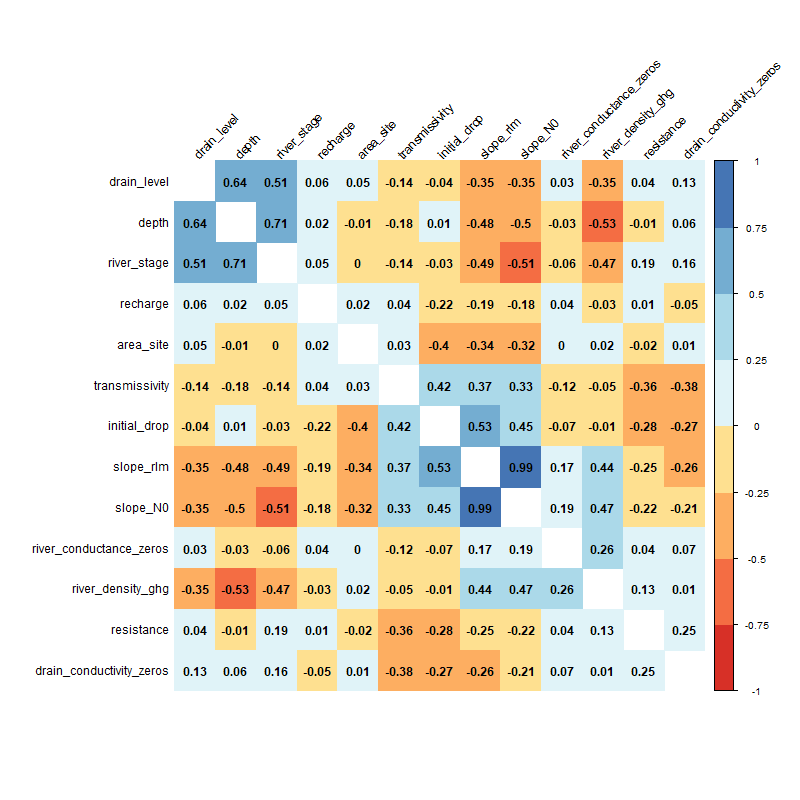 drain_level depth river_stage recharge area_site transmissivity initial_drop slope_rlm slope_N0 river_conductance_zeros river_density_ghg resistance drain_conductivity_zeros
drain_level 0.64 0.51 0.06 0.05 -0.14 -0.04 -0.35 -0.35 0.03 -0.35 0.04 0.13
depth 0.64 0.71 0.02 -0.01 -0.18 0.01 -0.48 -0.5 -0.03 -0.53 -0.01 0.06
river_stage 0.51 0.71 0.05 0 -0.14 -0.03 -0.49 -0.51 -0.06 -0.47 0.19 0.16
recharge 0.06 0.02 0.05 0.02 0.04 -0.22 -0.19 -0.18 0.04 -0.03 0.01 -0.05
area_site 0.05 -0.01 0 0.02 0.03 -0.4 -0.34 -0.32 0 0.02 -0.02 0.01
transmissivity -0.14 -0.18 -0.14 0.04 0.03 0.42 0.37 0.33 -0.12 -0.05 -0.36 -0.38
initial_drop -0.04 0.01 -0.03 -0.22 -0.4 0.42 0.53 0.45 -0.07 -0.01 -0.28 -0.27
slope_rlm -0.35 -0.48 -0.49 -0.19 -0.34 0.37 0.53 0.99 0.17 0.44 -0.25 -0.26
slope_N0 -0.35 -0.5 -0.51 -0.18 -0.32 0.33 0.45 0.99 0.19 0.47 -0.22 -0.21
river_conductance_zeros 0.03 -0.03 -0.06 0.04 0 -0.12 -0.07 0.17 0.19 0.26 0.04 0.07
river_density_ghg -0.35 -0.53 -0.47 -0.03 0.02 -0.05 -0.01 0.44 0.47 0.26 0.13 0.01
resistance 0.04 -0.01 0.19 0.01 -0.02 -0.36 -0.28 -0.25 -0.22 0.04 0.13 0.25
drain_conductivity_zeros 0.13 0.06 0.16 -0.05 0.01 -0.38 -0.27 -0.26 -0.21 0.07 0.01 0.25
1
0.75
0.5
0.25
0
-0.25
-0.5
-0.75
-1